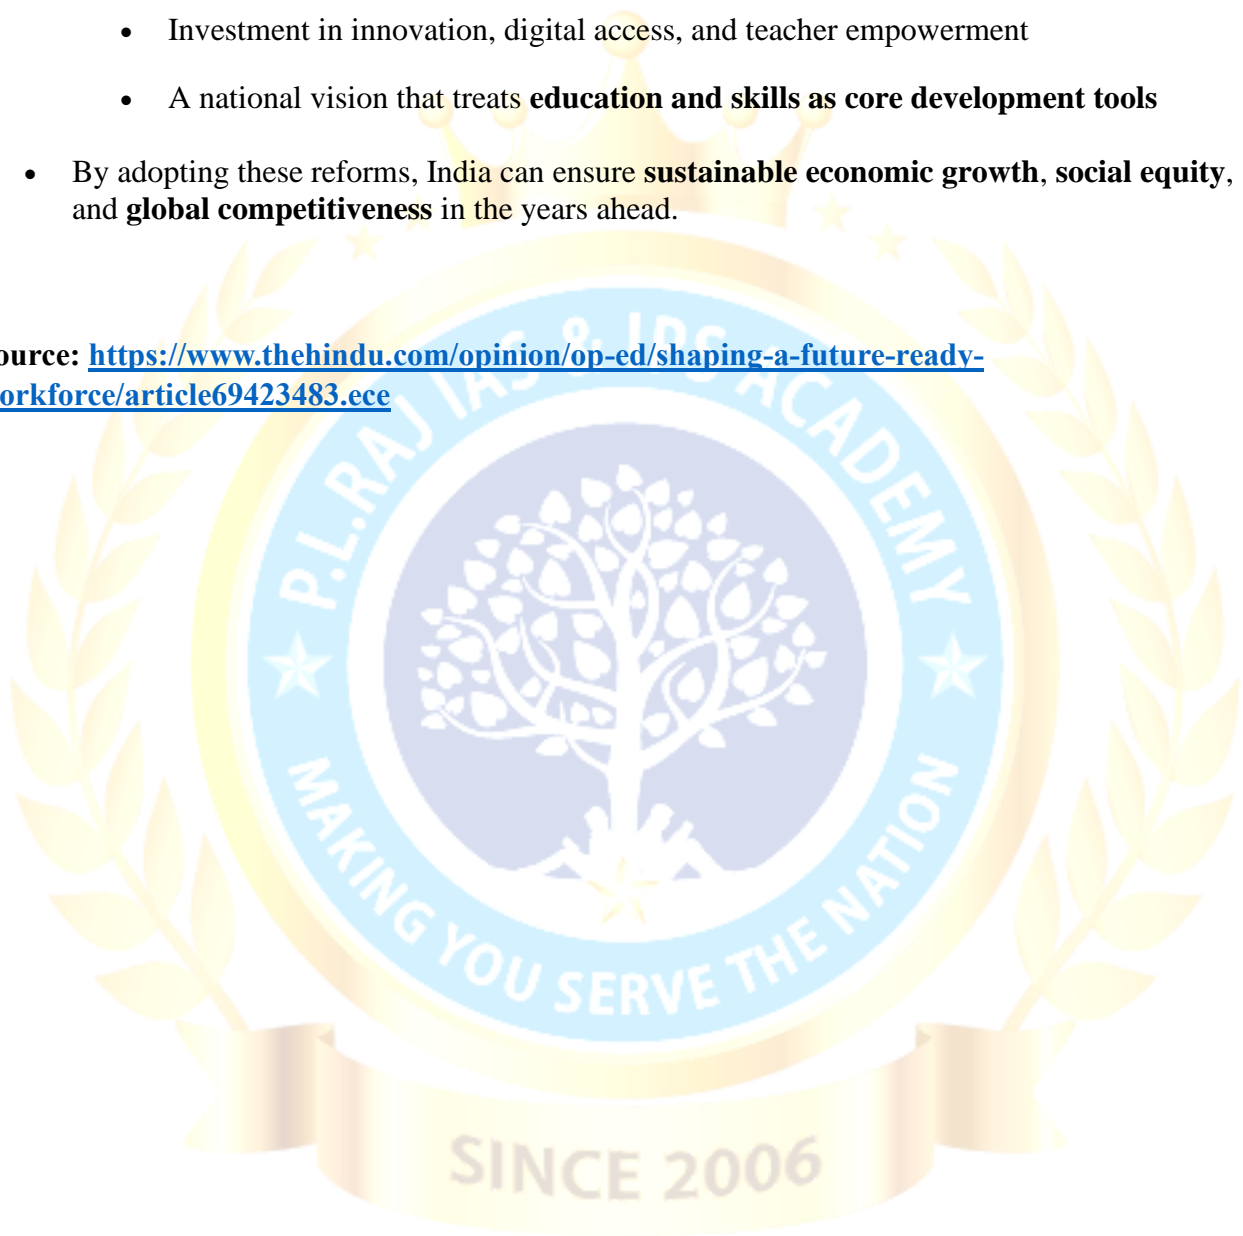 • Investment in innovation, digital access, and teacher empowerment
• A national vision that treats education and skills as core development tools
• By adopting these reforms, India can ensure sustainable economic growth, social equity,
and global competitiveness in the years ahead.
ource: https://www.thehindu.com/opinion/op-ed/shaping-a-future-ready-
orkforce/article69423483.ece
P.L.RAJ IAS & IPS ACADEMY
MAKING YOU SERVE THE NATION
SINCE 2006